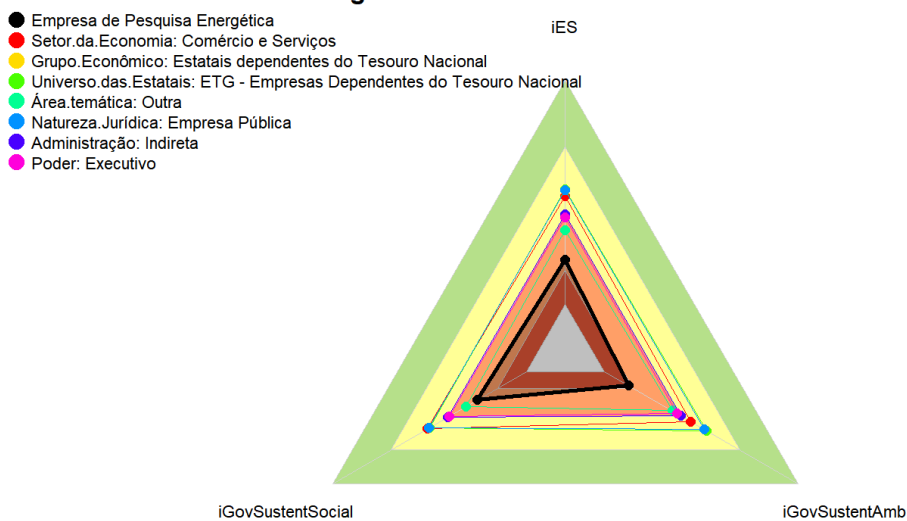 iES
Empresa de Pesquisa Energética
Setor.da.Economia: Comércio e Serviços
Grupo.Econômico: Estatais dependentes do Tesouro Nacional
Universo.das.Estatais: ETG - Empresas Dependentes do Tesouro Nacional
Área.temática: Outra
Natureza.Jurídica: Empresa Pública
Administração: Indireta
Poder: Executivo
iGovSustentSocial
iGovSustentAmb